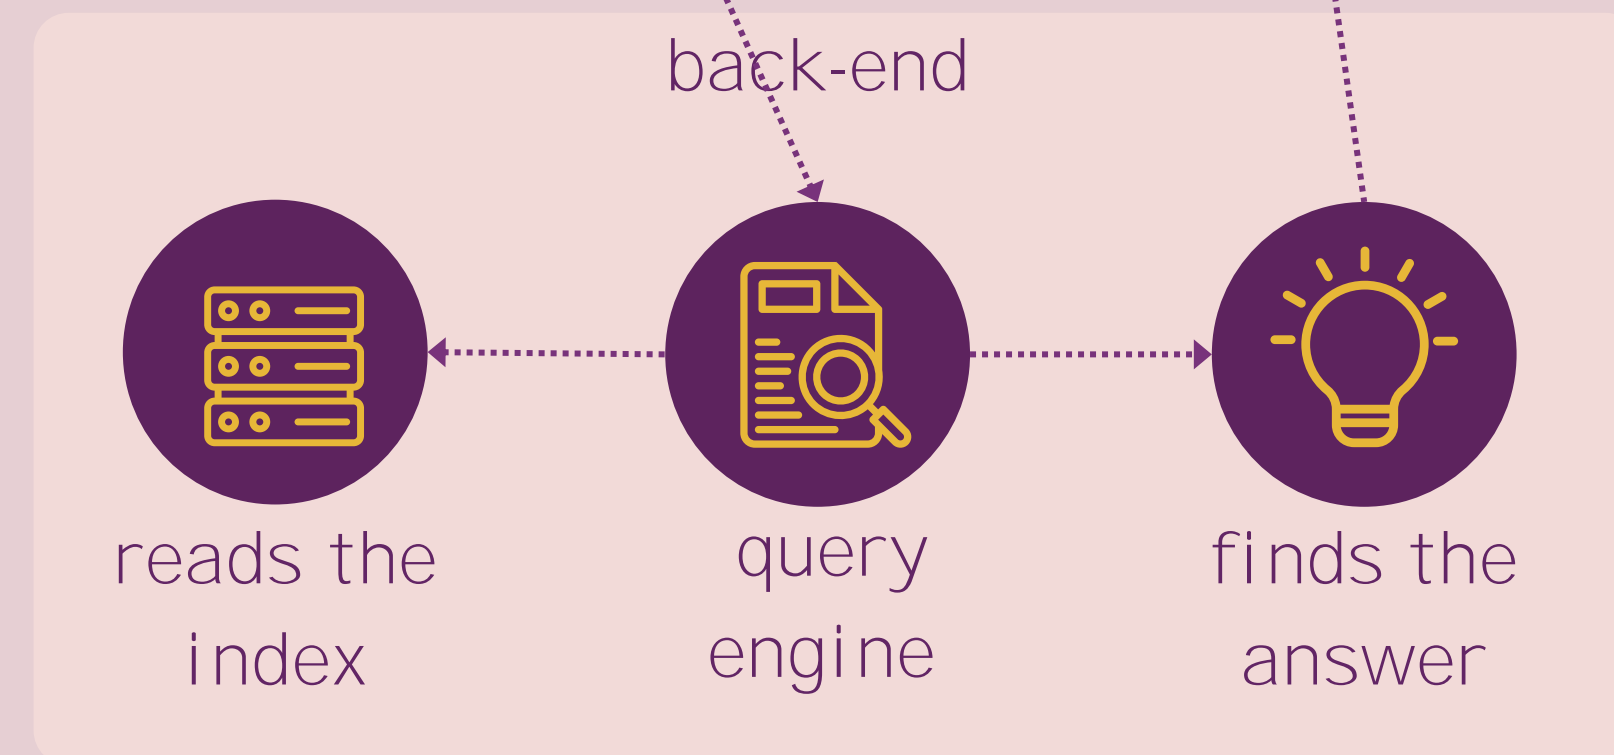 back-end
reads the
index
query
engine
finds the
answer